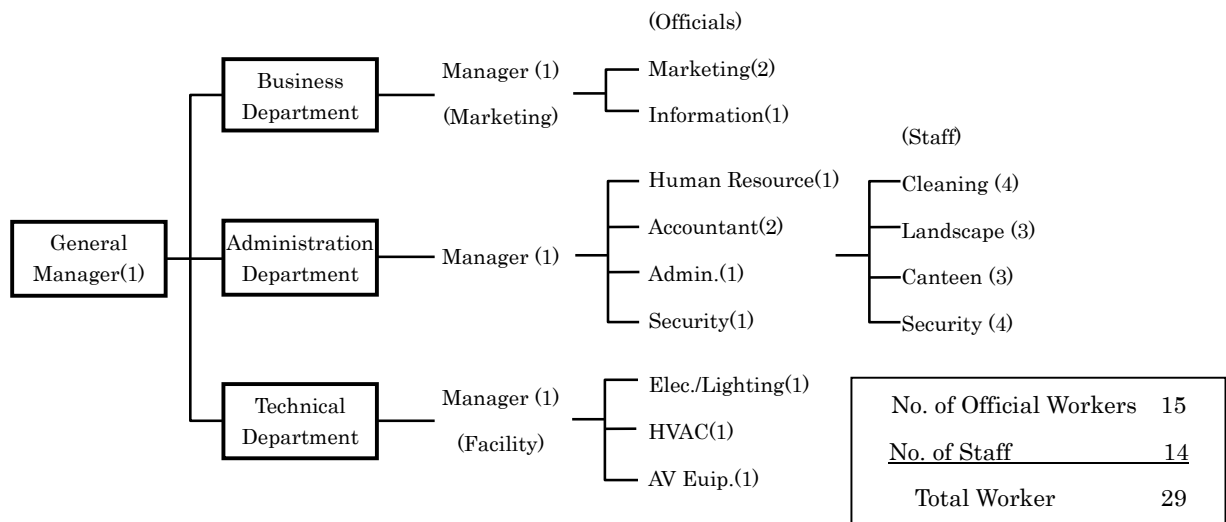 (Officials)
Business
Department
Manager (1)
(Marketing)
Marketing(2)
Information(1)
(Staff)
General
Manager(1)
Administration
Department
Manager (1)
Human Resource(1)
Accountant(2)
Admin.(1)
Security(1)
Cleaning (4)
Landscape (3)
Canteen (3)
Security (4)
Technical
Department
Manager (1)
(Facility)
Elec./Lighting(1)
HVAC(1)
AV Euip.(1)
No. of Official Workers 15
No. of Staff 14
Total Worker 29